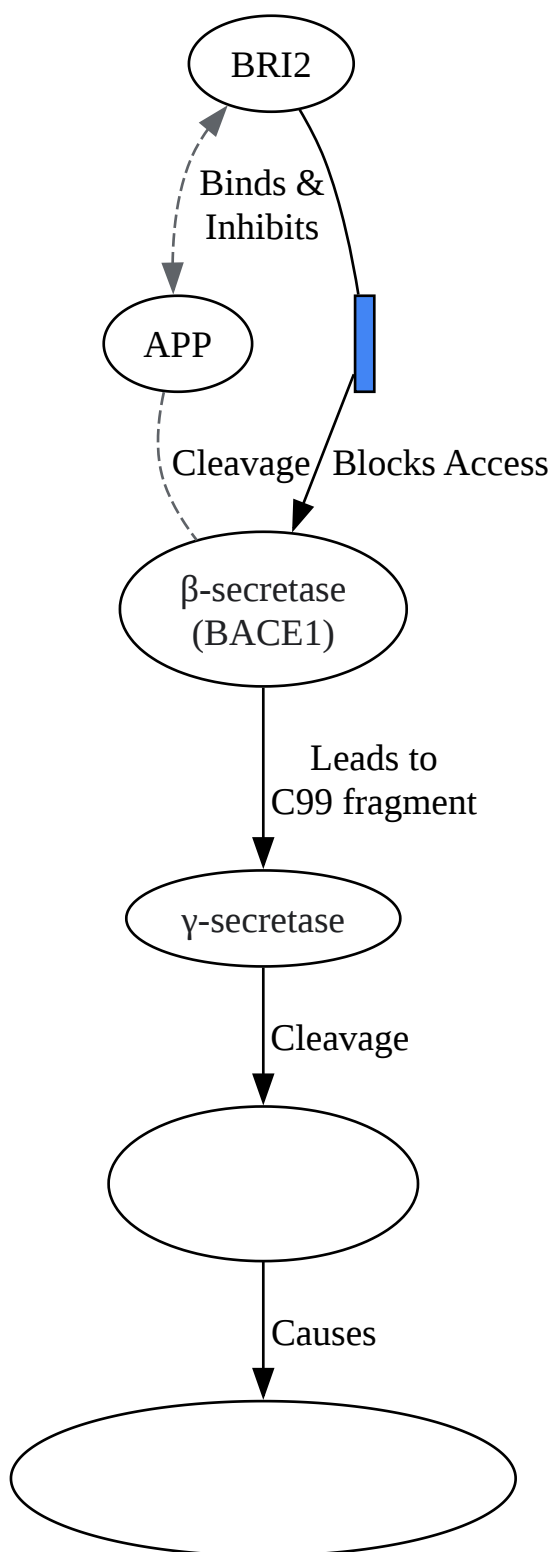 BRI2
Binds &
Inhibits
APP
Cleavage
Blocks Access
β-secretase
(BACE1)
Leads to
C99 fragment
γ-secretase
Cleavage
Causes